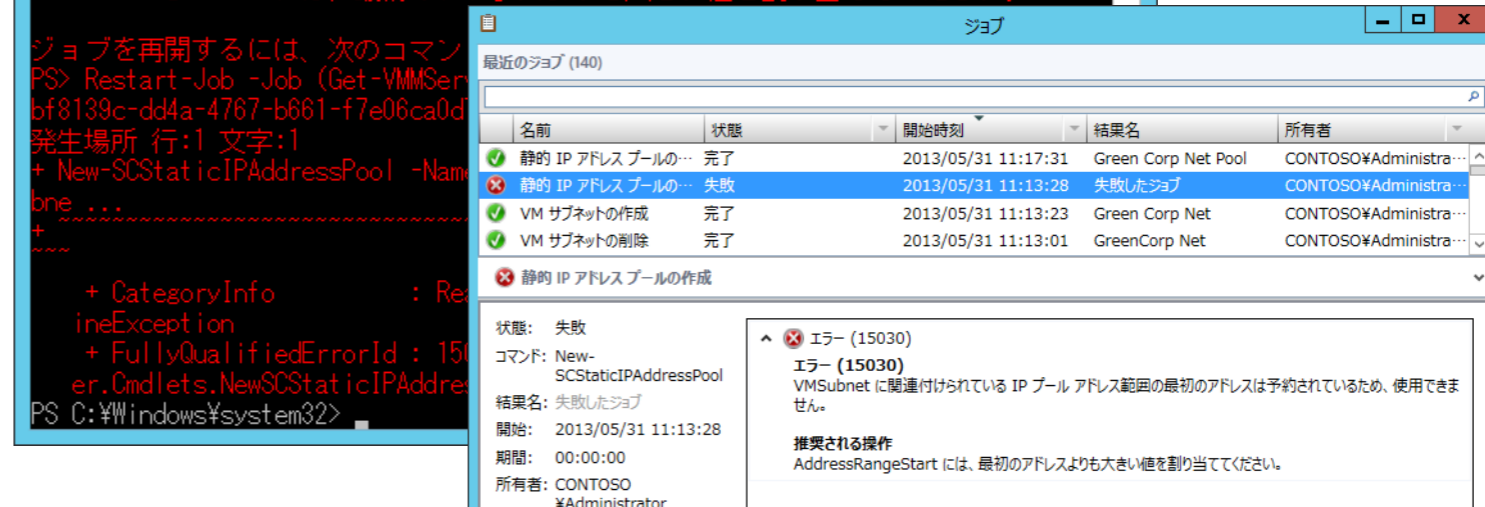 ジョブを再開するには、次のコマン
PS> Restart-Job -Job (Get-VMMSer
bf8139c-dd4a-4767-b661-f7e06ca0d
発生場所 行:1 文字:1
+ New-SCStaticIPAddressPool -Name
bne ...
+ ~~~~~~~~~~~~~~~~~~~~~~~~~~~~~~~~
~~~
+ CategoryInfo : Re
ineException
+ FullyQualifiedErrorId : 150
er.Cmdlets.NewSCStaticIPAddres
PS C:¥Windows¥system32> _
ジョブ
最近のジョブ (140)
名前 状態 開始時刻 結果名 所有者
静的 IP アドレス プールの… 完了 2013/05/31 11:17:31 Green Corp Net Pool CONTOSO¥Administra…
静的 IP アドレス プールの… 失敗 2013/05/31 11:13:28 失敗したジョブ CONTOSO¥Administra…
VM サブネットの作成 完了 2013/05/31 11:13:23 Green Corp Net CONTOSO¥Administra…
VM サブネットの削除 完了 2013/05/31 11:13:01 GreenCorp Net CONTOSO¥Administra…
静的 IP アドレス プールの作成
状態: 失敗
コマンド: New-
SCStaticIPAddressPool
結果名: 失敗したジョブ
開始: 2013/05/31 11:13:28
期間: 00:00:00
所有者: CONTOSO
¥Administrator
エラー (15030)
エラー (15030)
VMSubnet に関連付けられている IP プール アドレス範囲の最初のアドレスは予約されているため、使用できま
せん。
推奨される操作
AddressRangeStart には、最初のアドレスよりも大きい値を割り当ててください。